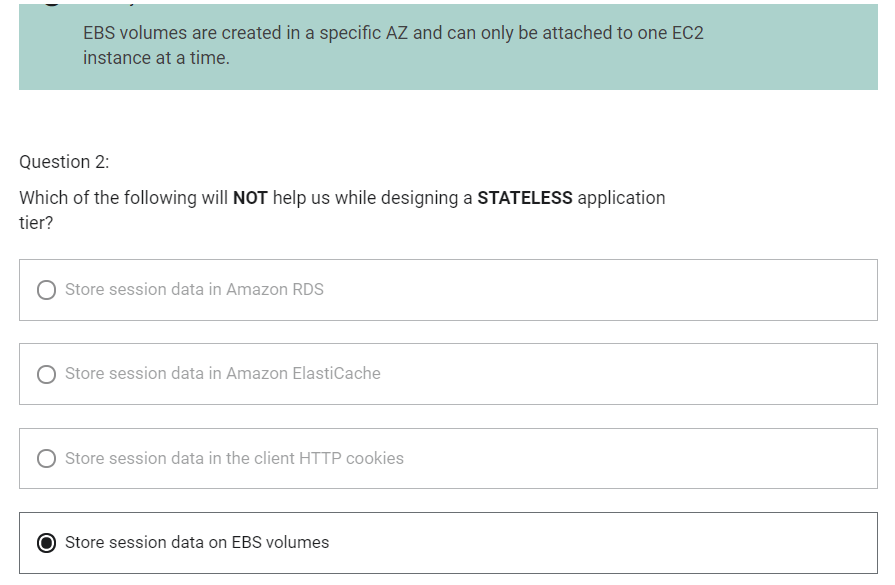 EBS volumes are created in a specific AZ and can only be attached to one EC2
instance at a time.
Question 2:
Which of the following will NOT help us while designing a STATELESS application
tier?
Store session data in Amazon RDS
Store session data in Amazon ElastiCache
Store session data in the client HTTP cookies
Store session data on EBS volumes